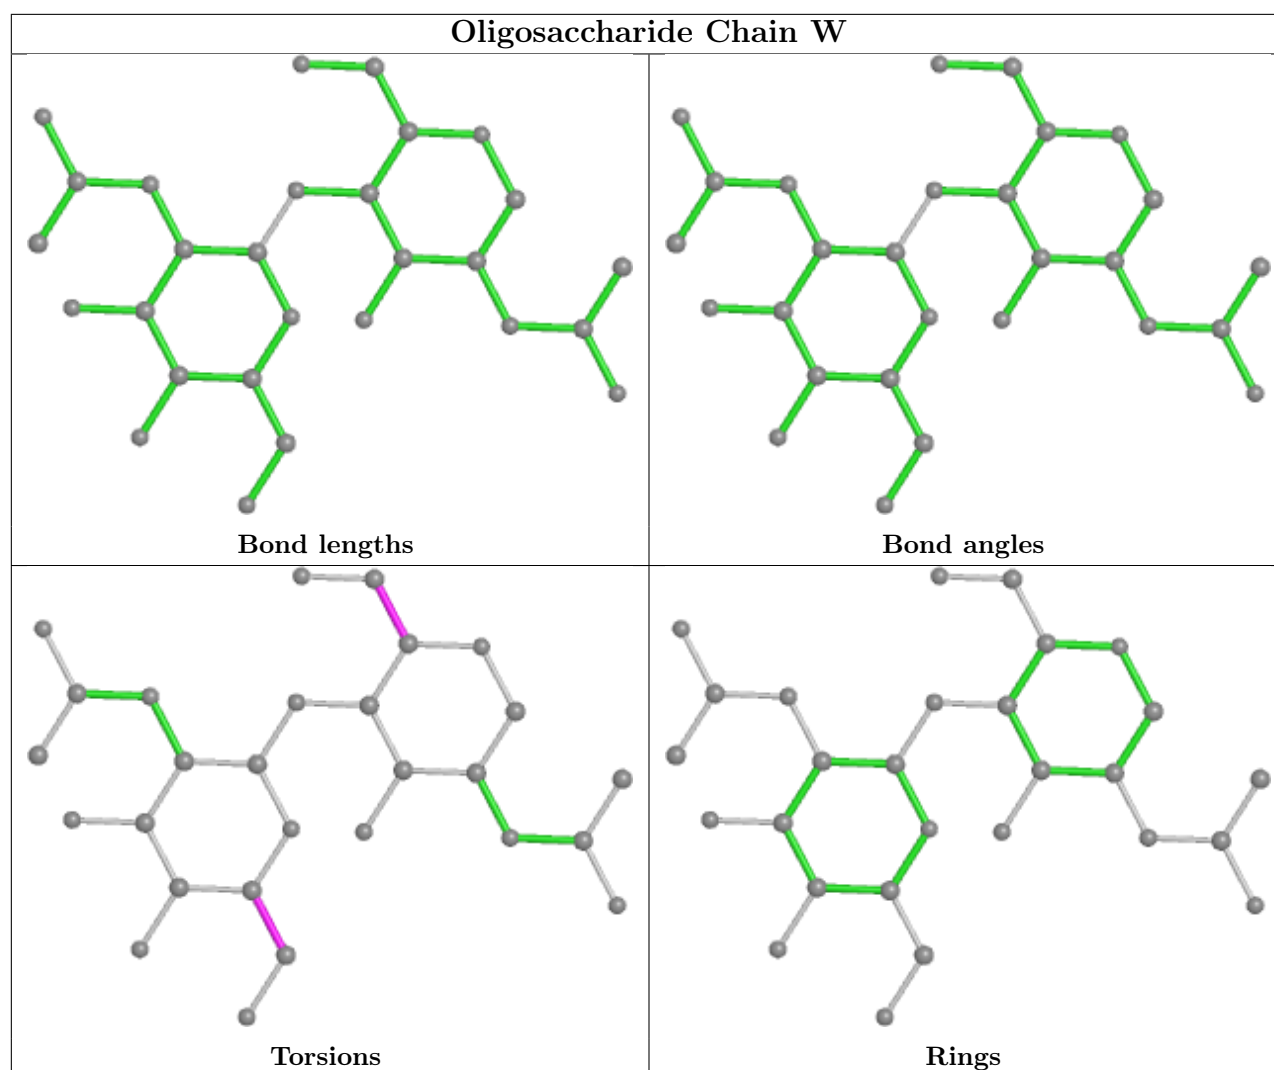 Oligosaccharide Chain W
Bond lengths
Bond angles
Torsions
Rings